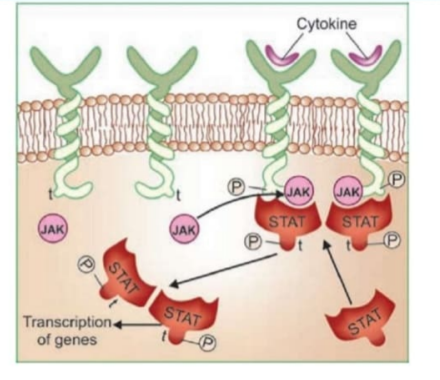 Cytokine
t
t
P
JAK
JAK
P
JAK
JAK
STAT
STAT
P
t
t
P
P
STAT
t
STAT
STAT
Transcription
of genes
t
P